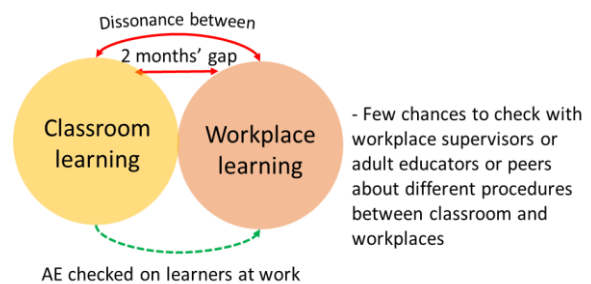 Dissonance between
2 months' gap
Classroom
learning
Workplace
learning
- Few chances to check with
workplace supervisors or
adult educators or peers
about different procedures
between classroom and
workplaces
AE checked on learners at work